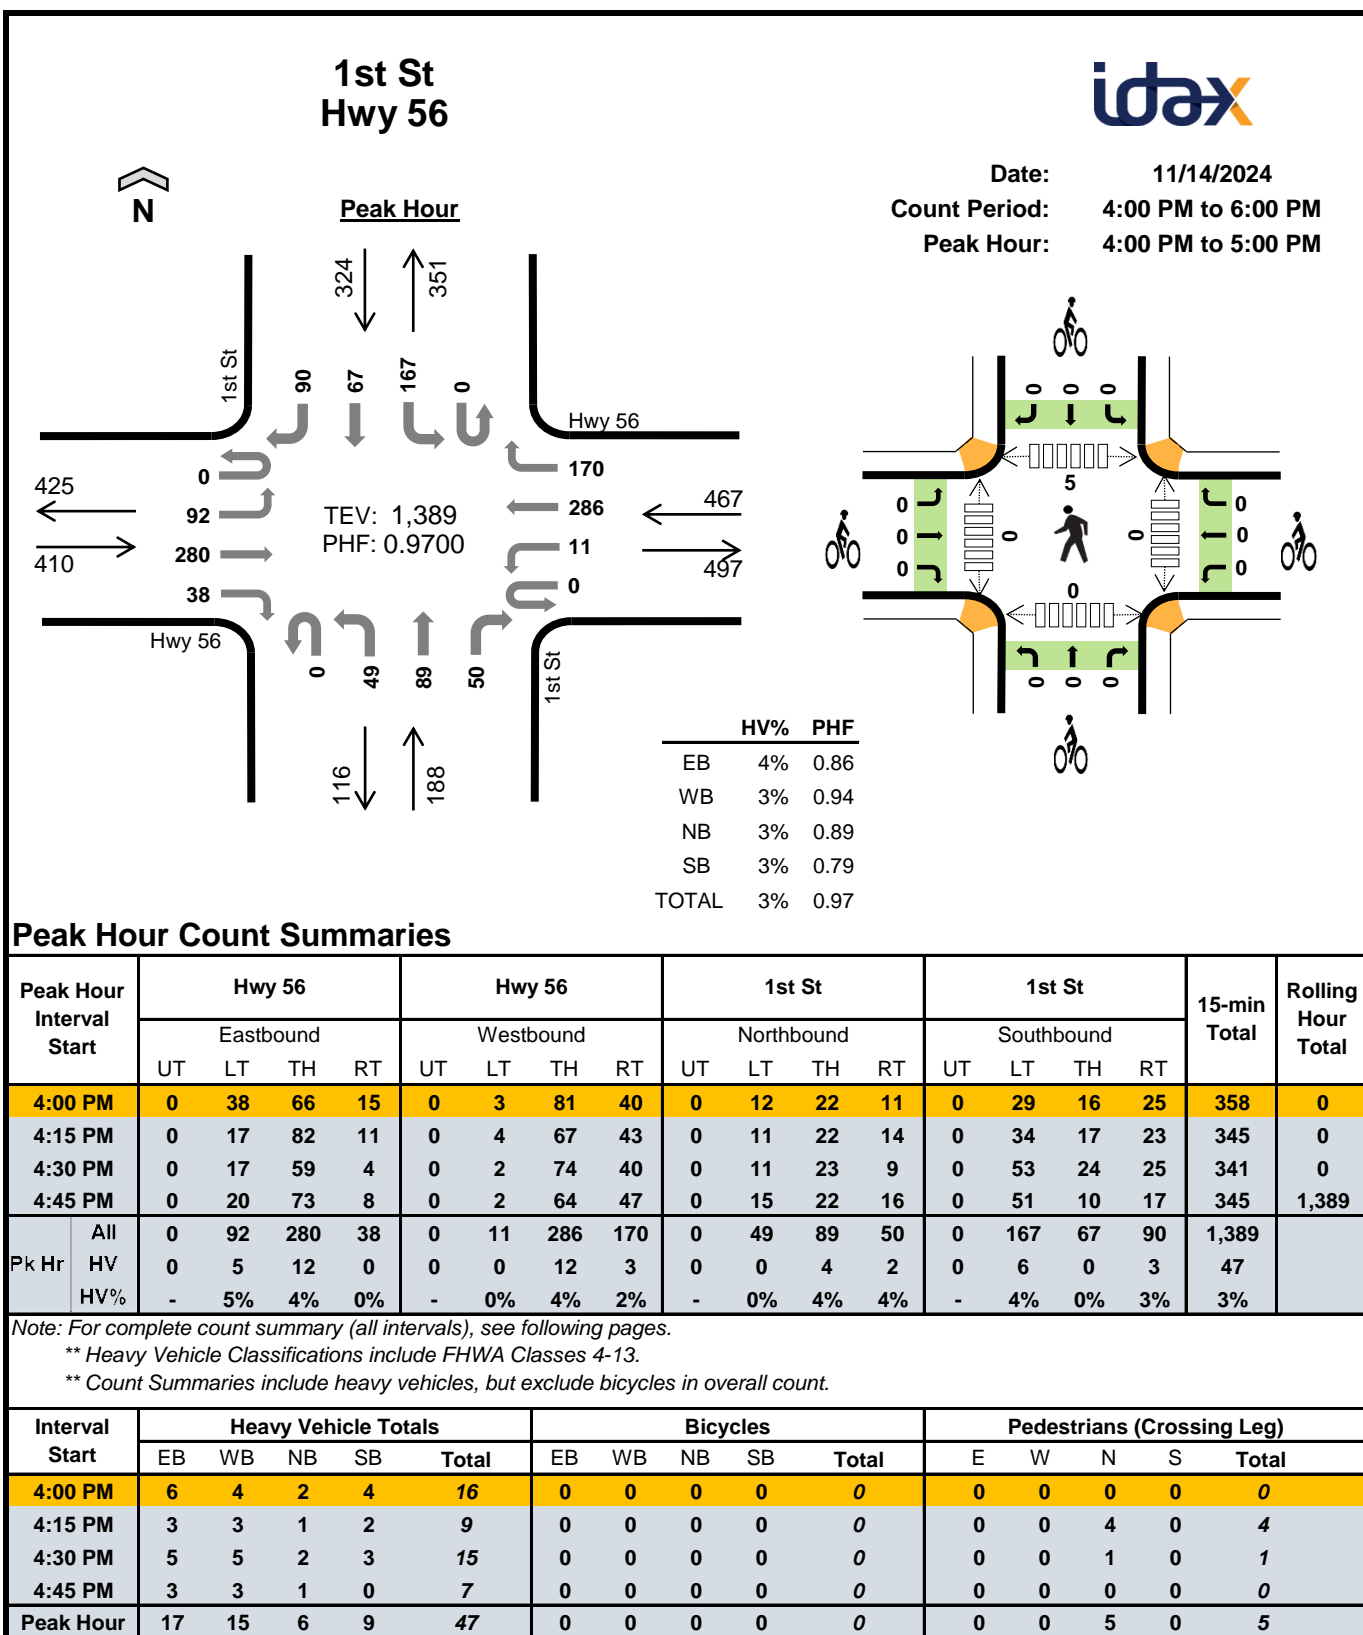 1st St
Hwy 56
idax
N
Peak Hour
Date: 11/14/2024
Count Period: 4:00 PM to 6:00 PM
Peak Hour: 4:00 PM to 5:00 PM
324
351
1st St
90 67 167 0
Hwy 56
0 170
425 92 286 467
TEV: 1,389
PHF: 0.9700
410 280 11 497
38 0
Hwy 56
0 49 89 50
1st St
116
188
0 0 0
5
0 0
0 0 0 0
0 0
0
0 0 0
HV% PHF
EB 4% 0.86
WB 3% 0.94
NB 3% 0.89
SB 3% 0.79
TOTAL 3% 0.97
Peak Hour Count Summaries
Peak Hour Interval Start Hwy 56 Hwy 56 1st St 1st St 15-min Total Rolling Hour Total
Eastbound Westbound Northbound Southbound
UT LT TH RT UT LT TH RT UT LT TH RT UT LT TH RT
4:00 PM 0 38 66 15 0 3 81 40 0 12 22 11 0 29 16 25 358 0
4:15 PM 0 17 82 11 0 4 67 43 0 11 22 14 0 34 17 23 345 0
4:30 PM 0 17 59 4 0 2 74 40 0 11 23 9 0 53 24 25 341 0
4:45 PM 0 20 73 8 0 2 64 47 0 15 22 16 0 51 10 17 345 1,389
Pk Hr All 0 92 280 38 0 11 286 170 0 49 89 50 0 167 67 90 1,389
HV 0 5 12 0 0 0 12 3 0 0 4 2 0 6 0 3 47
HV% - 5% 4% 0% - 0% 4% 2% - 0% 4% 4% - 4% 0% 3% 3%
Note: For complete count summary (all intervals), see following pages.
** Heavy Vehicle Classifications include FHWA Classes 4-13.
** Count Summaries include heavy vehicles, but exclude bicycles in overall count.
Interval Start Heavy Vehicle Totals Bicycles Pedestrians (Crossing Leg)
EB WB NB SB Total EB WB NB SB Total E W N S Total
4:00 PM 6 4 2 4 16 0 0 0 0 0 0 0 0 0 0
4:15 PM 3 3 1 2 9 0 0 0 0 0 0 0 4 0 4
4:30 PM 5 5 2 3 15 0 0 0 0 0 0 0 1 0 1
4:45 PM 3 3 1 0 7 0 0 0 0 0 0 0 0 0 0
Peak Hour 17 15 6 9 47 0 0 0 0 0 0 0 5 0 5